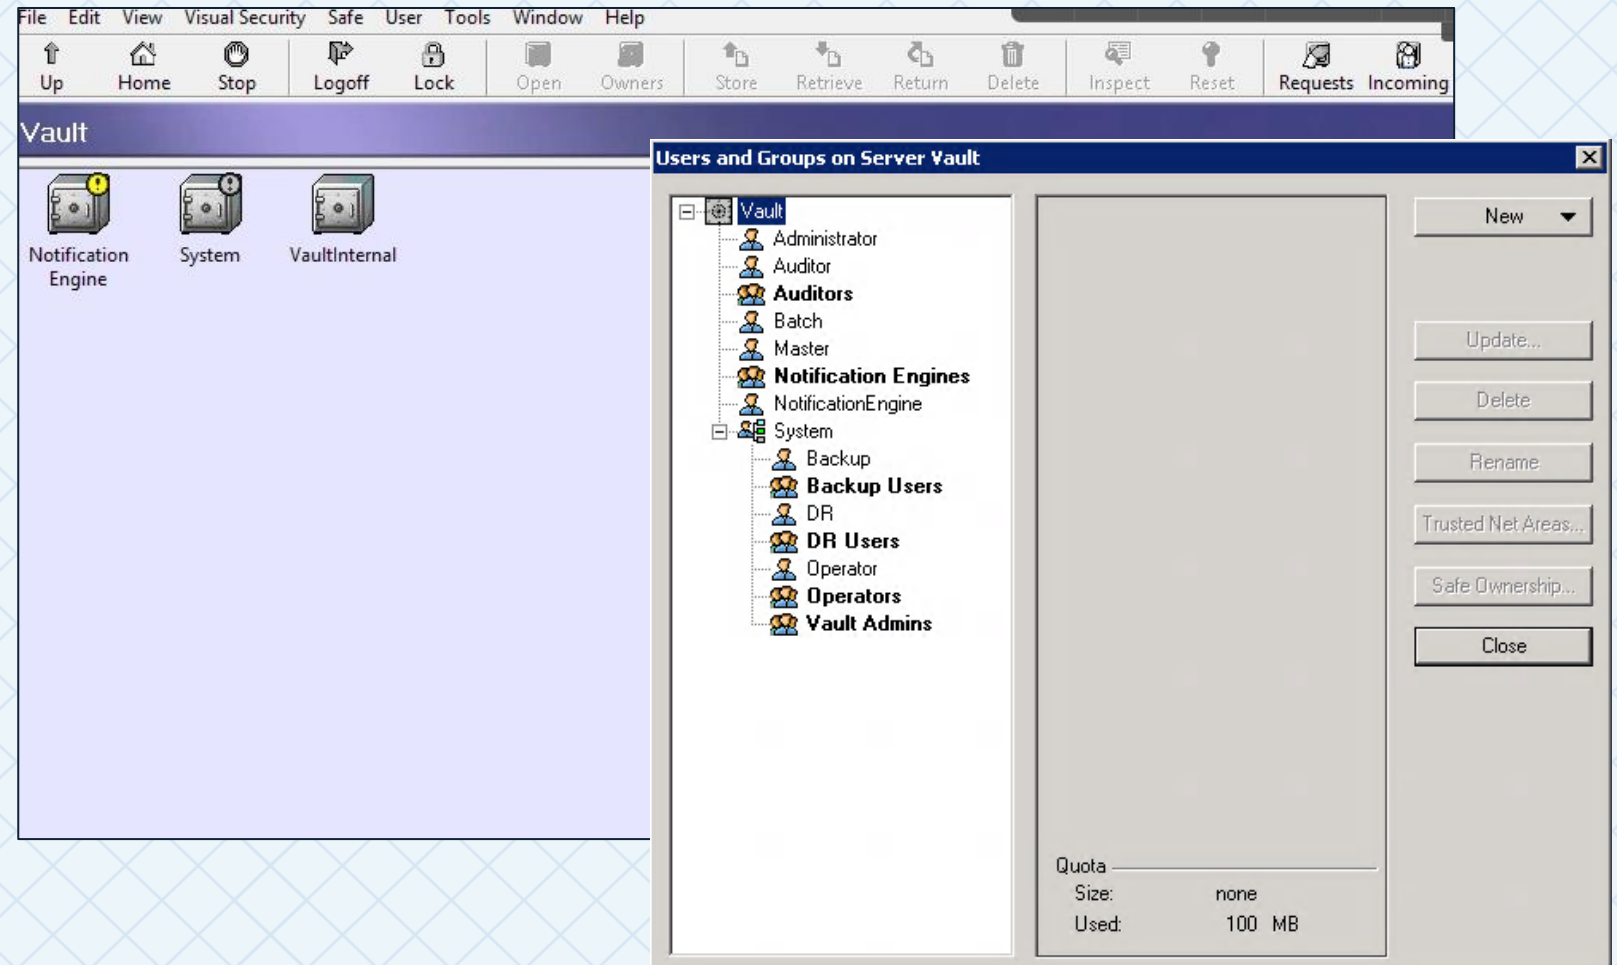 File Edit View Visual Security Safe User Tools Window Help
Up Home Stop Logoff Lock Open Owners Store Retrieve Return Delete Inspect Reset Requests Incoming
Vault
Notification
Engine
System
VaultInternal
Users and Groups on Server Vault
Vault
Administrator
Auditor
Auditors
Batch
Master
Notification Engines
NotificationEngine
System
Backup
Backup Users
DR
DR Users
Operator
Operators
Vault Admins
Quota
Size: none
Used: 100 MB
New
Update...
Delete
Rename
Trusted Net Areas...
Safe Ownership...
Close